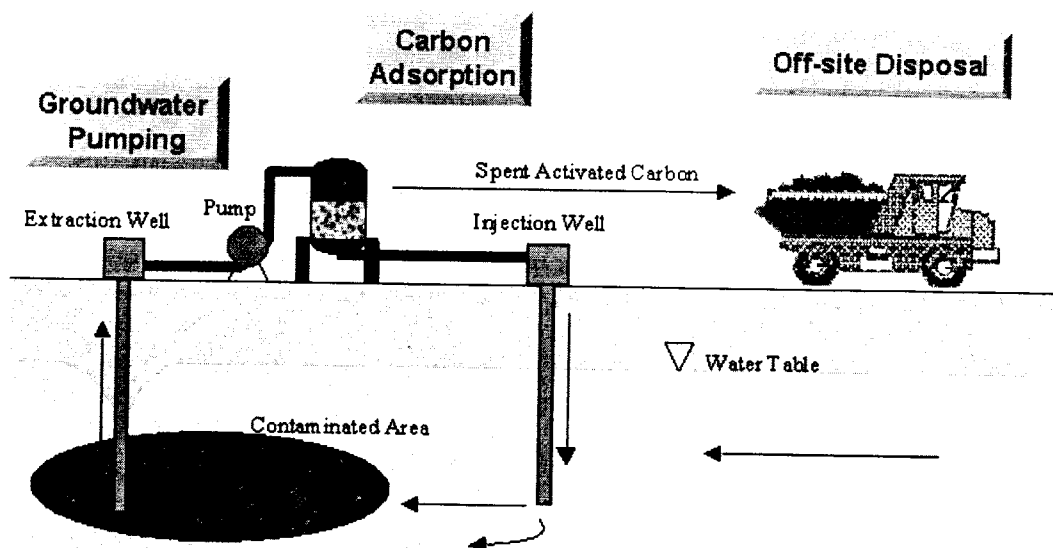 Carbon
Adsorption
Off-site Disposal
Groundwater
Pumping
Spent Activated Carbon
Extraction Well
Pump
Injection Well
Water Table
Contaminated Area